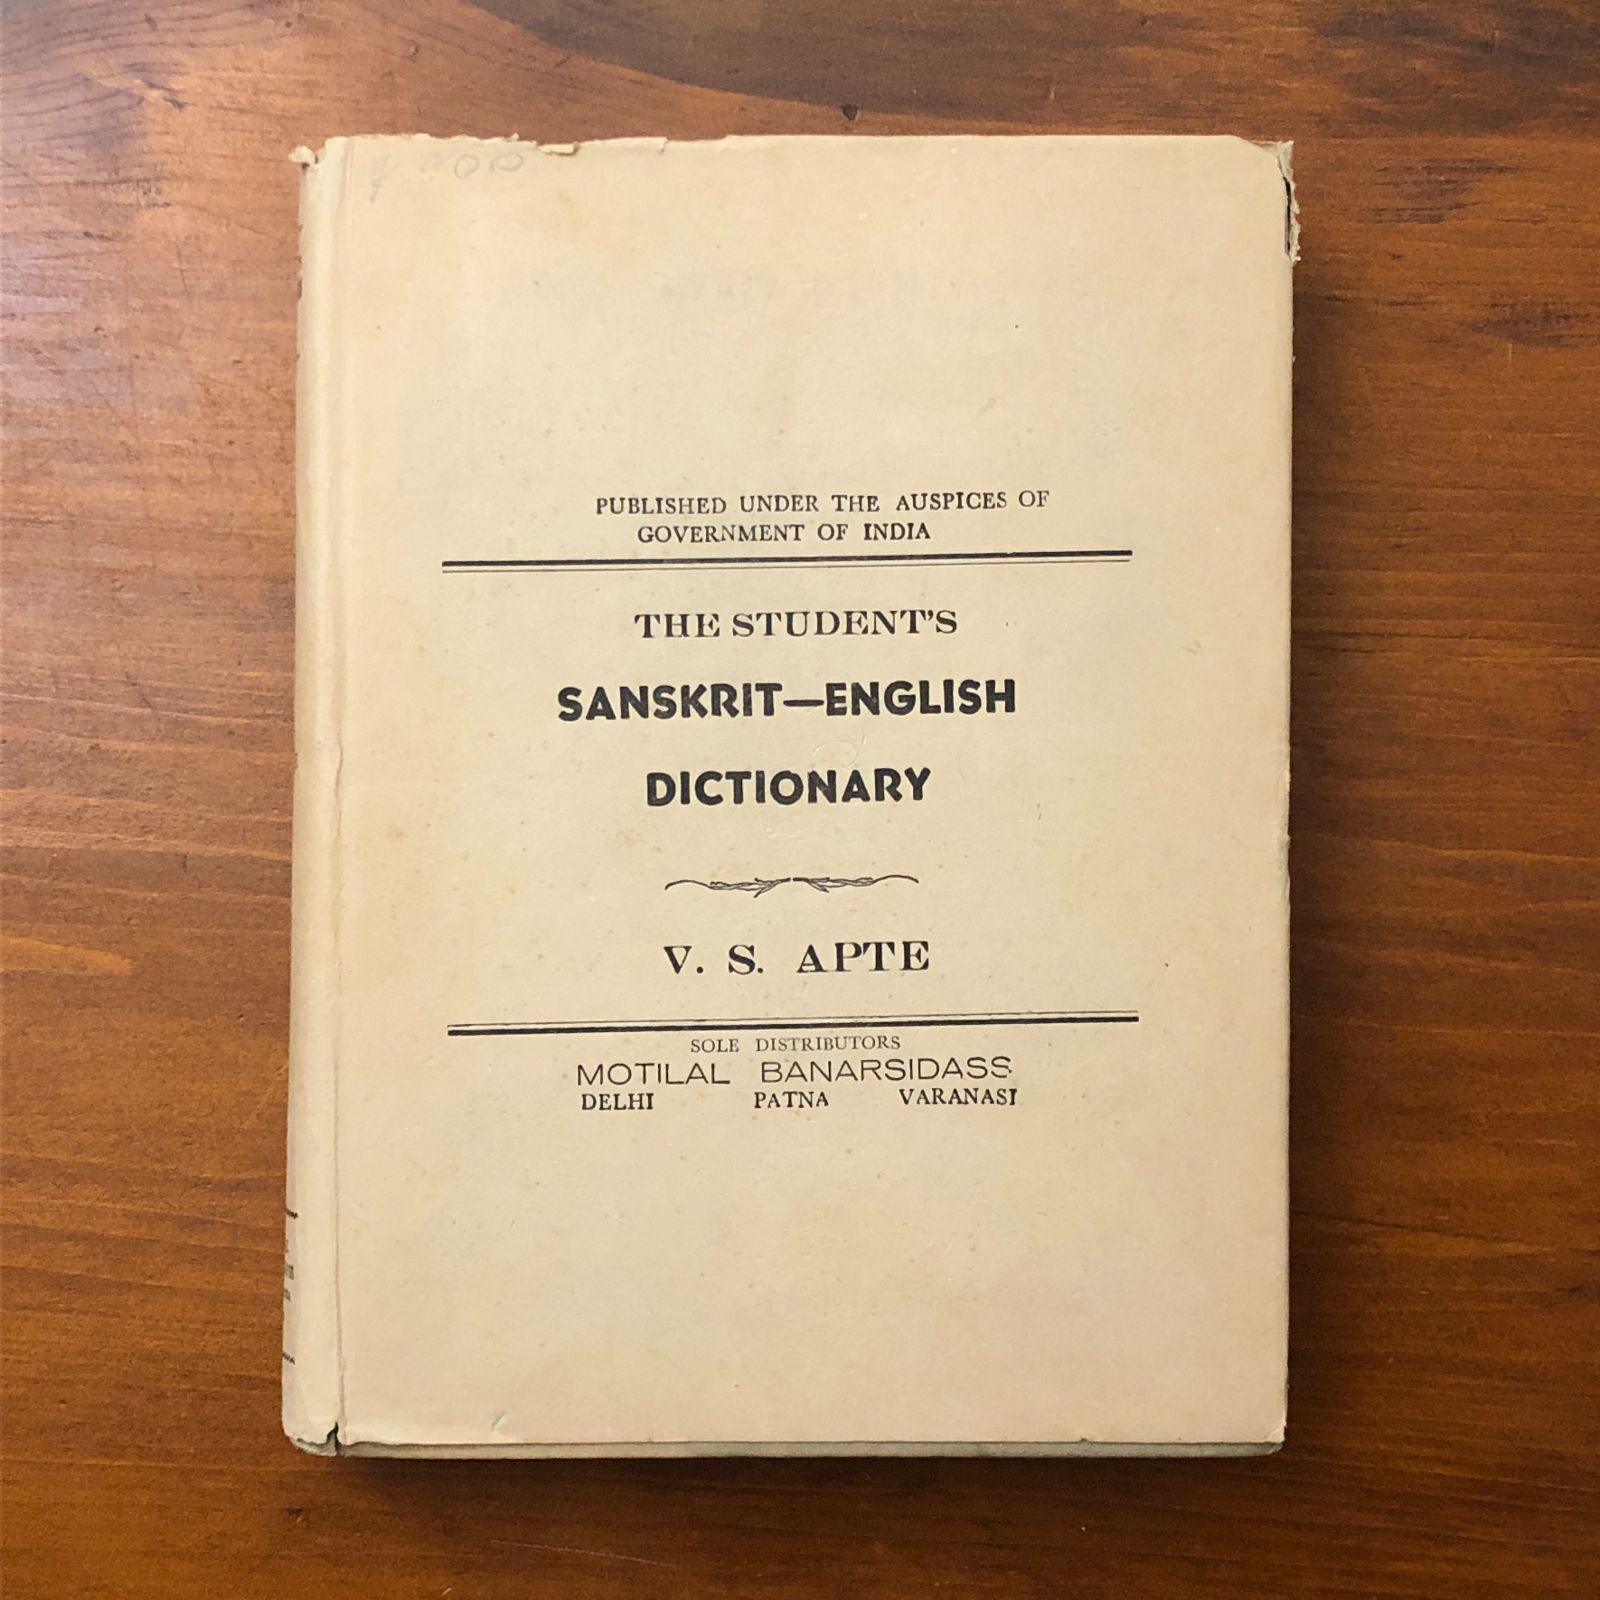 PUBLISHED UNDER THE AUSPICES OF
GOVERNMENT OF INDIA
THE STUDENT'S
SANSKRIT—ENGLISH
DICTIONARY
V. S. APTE
SOLE DISTRIBUTORS
MOTILAL BANARSIDASS
DELHI PATNA VARANASI